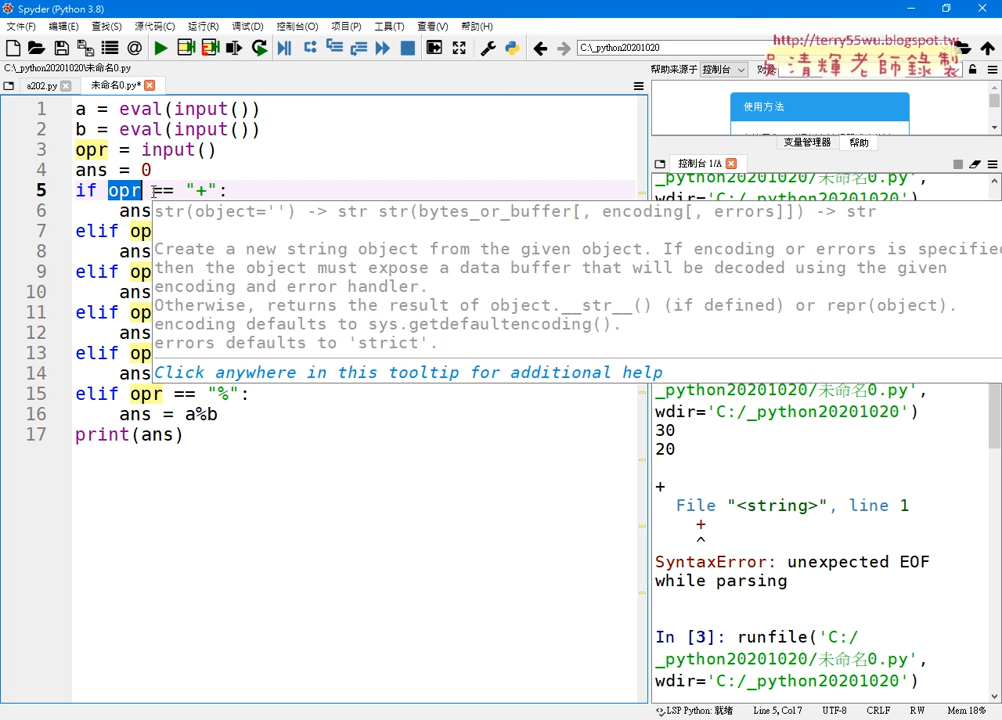 Spyder (Python 3.8)
文件(F) 编辑(E) 查找(S) 源代码(C) 运行(R) 调试(D) 控制台(O) 项目(P) 工具(T) 查看(V) 帮助(H)
C:\_python20201020
http://terry55wu.blogspot.tw
吳清輝老師錄製
C:\_python20201020\未命名0.py
帮助来源于 控制台
a202.py 未命名0.py*
使用方法
变量管理器 帮助
控制台 1/A
1 a = eval(input())
2 b = eval(input())
3 opr = input()
4 ans = 0
5 if opr == "+":
6 ans
7 elif op
8 ans
9 elif op
10 ans
11 elif op
12 ans
13 elif op
14 ans
15 elif opr == "%":
16 ans = a%b
17 print(ans)
str(object='') -> str str(bytes_or_buffer[, encoding[, errors]]) -> str
Create a new string object from the given object. If encoding or errors is specified
then the object must expose a data buffer that will be decoded using the given
encoding and error handler.
Otherwise, returns the result of object.__str__() (if defined) or repr(object).
encoding defaults to sys.getdefaultencoding().
errors defaults to 'strict'.
Click anywhere in this tooltip for additional help
_python20201020/未命名0.py',
wdir='C:/_python20201020')
_python20201020/未命名0.py',
wdir='C:/_python20201020')
30
20
+
File "<string>", line 1
+
^
SyntaxError: unexpected EOF
while parsing
In [3]: runfile('C:/
_python20201020/未命名0.py',
wdir='C:/_python20201020')
LSP Python: 就绪 Line 5, Col 7 UTF-8 CRLF RW Mem 18%